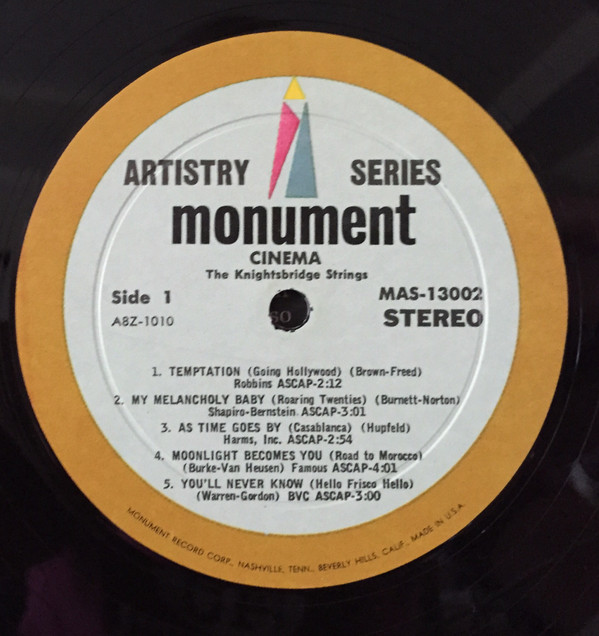 ARTISTRY SERIES
monument
CINEMA
The Knightsbridge Strings
Side 1 MAS-13002
A8Z-1010 STEREO
60
1. TEMPTATION (Going Hollywood) (Brown-Freed)
Robbins ASCAP-2:12
2. MY MELANCHOLY BABY (Roaring Twenties) (Burnett-Norton)
Shapiro-Bernstein ASCAP-3:01
3. AS TIME GOES BY (Casablanca) (Hupfeld)
Harms, Inc. ASCAP-2:54
4. MOONLIGHT BECOMES YOU (Road to Morocco)
(Burke-Van Heusen) Famous ASCAP-4:01
5. YOU'LL NEVER KNOW (Hello Frisco Hello)
(Warren-Gordon) BVC ASCAP-3:00
MONUMENT RECORD CORP., NASHVILLE, TENN., BEVERLY HILLS, CALIF., MADE IN U.S.A.